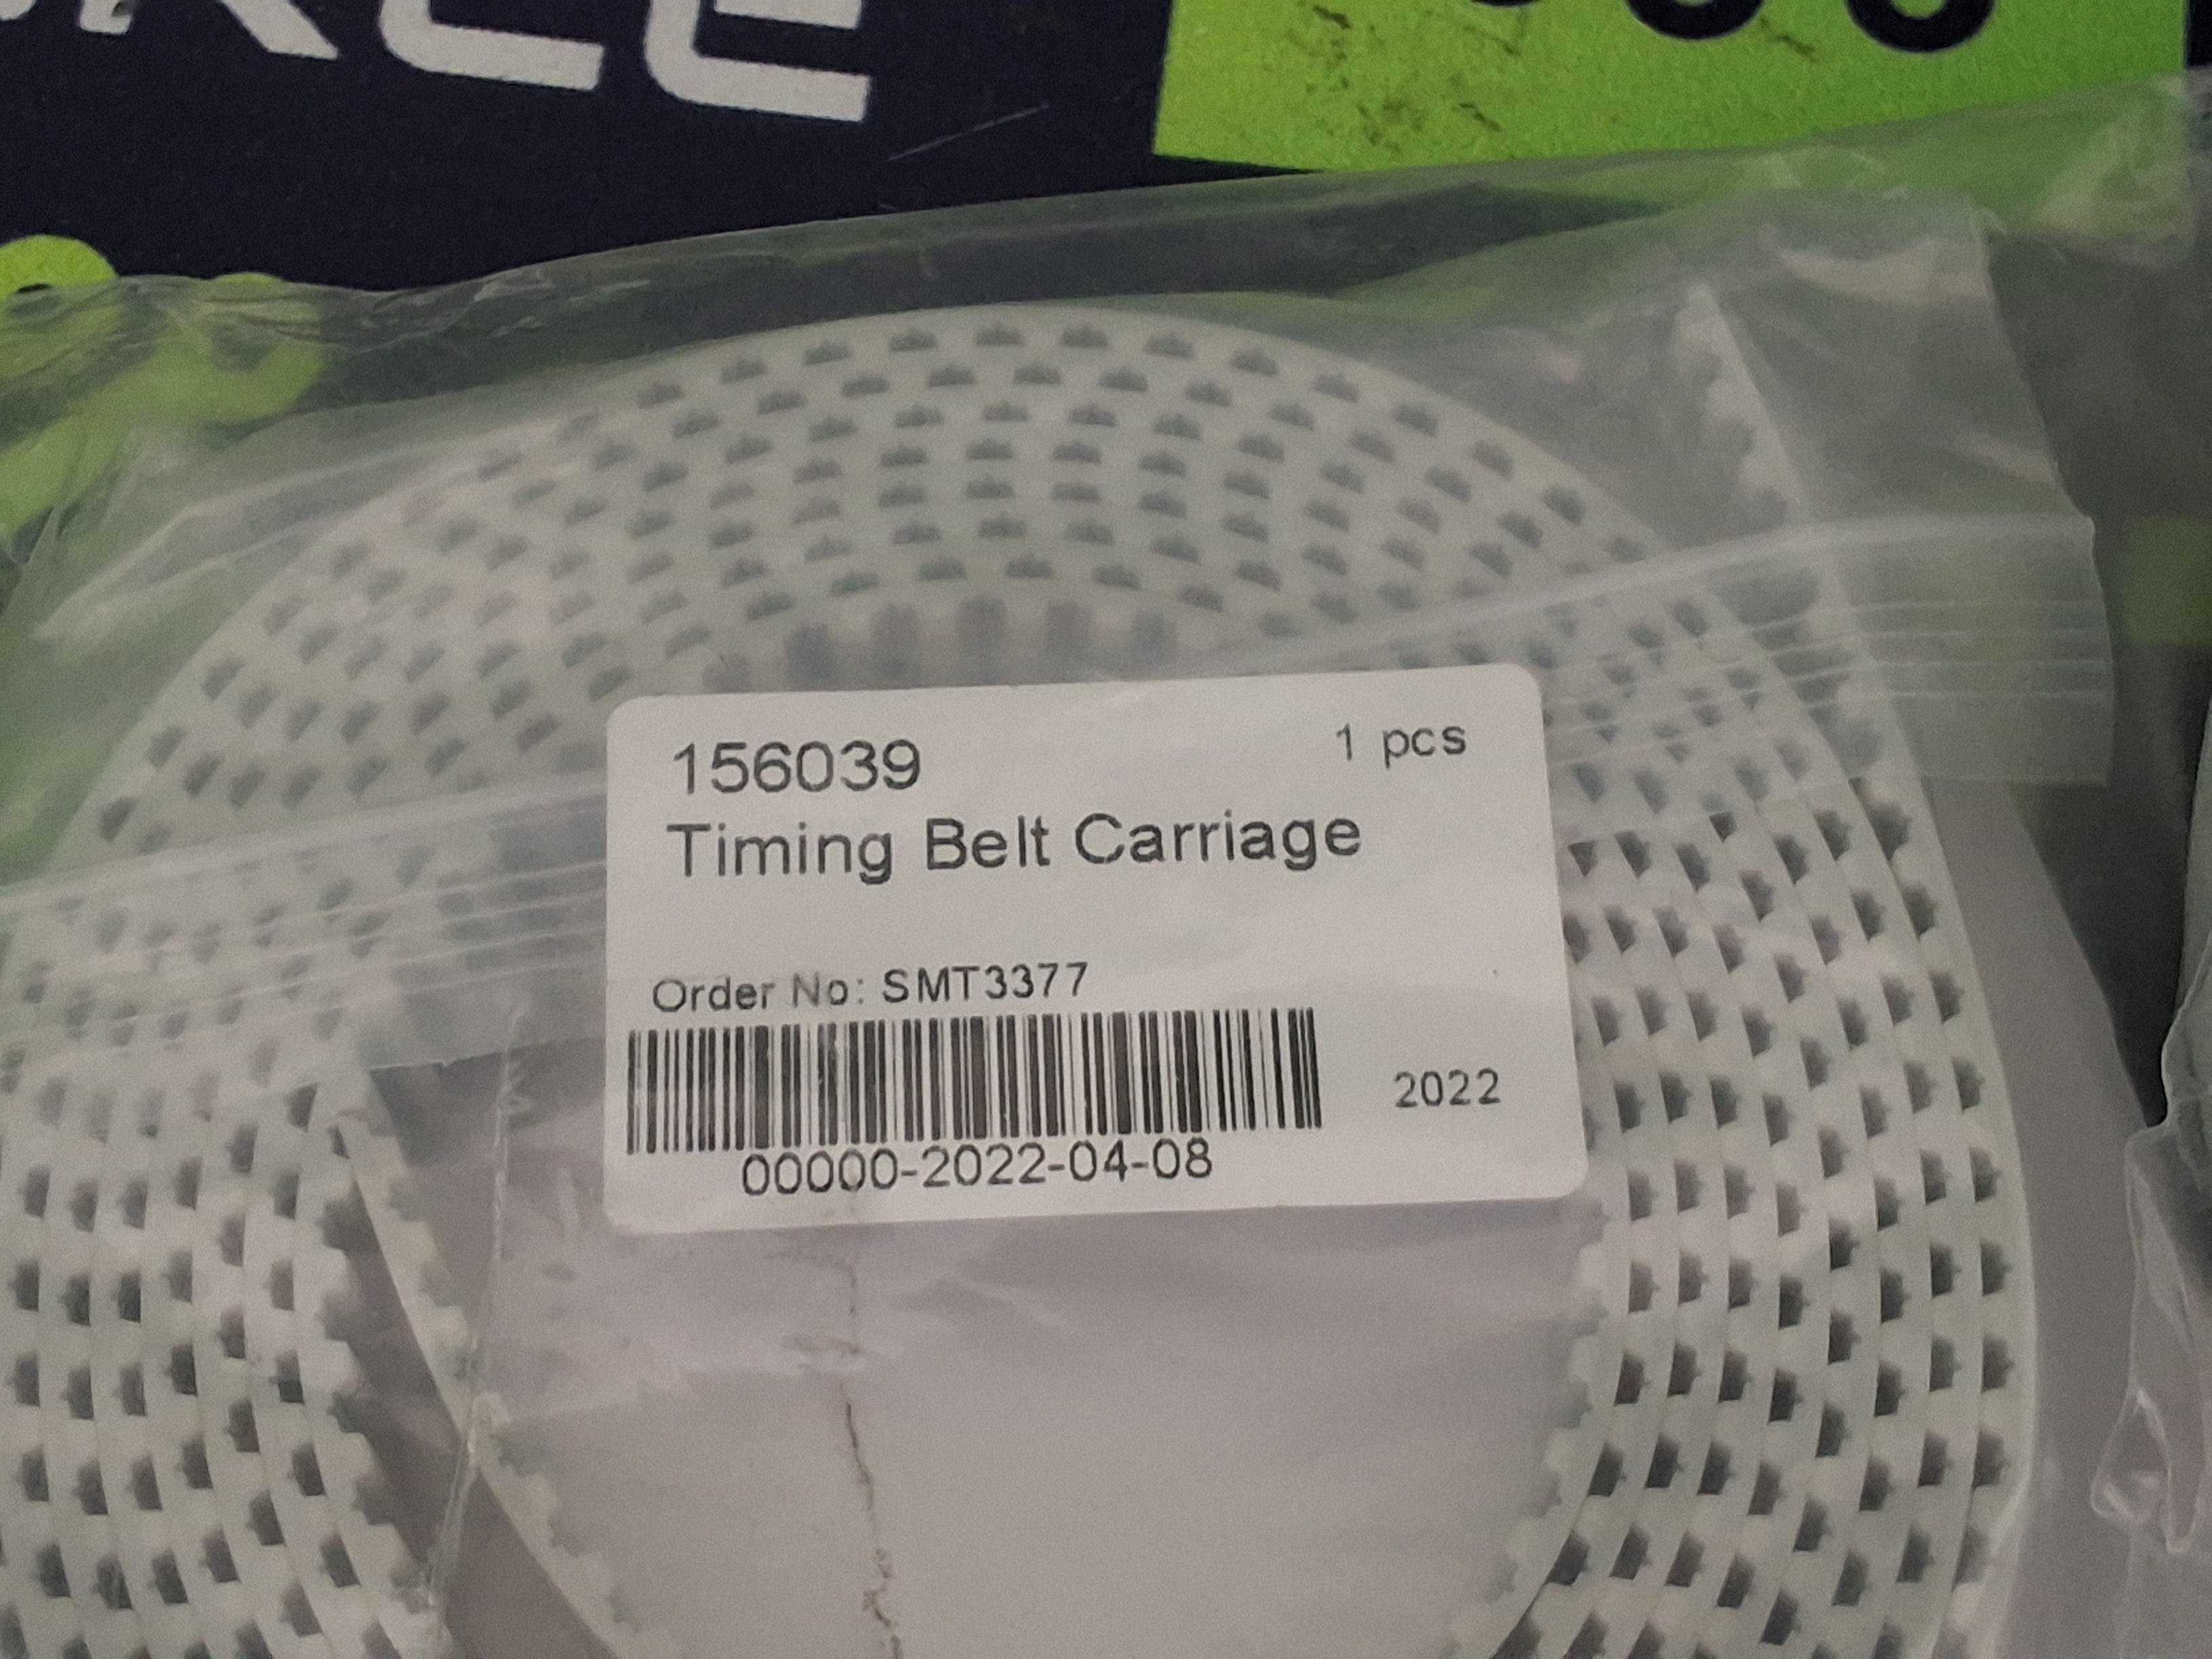 156039
1 pcs
Timing Belt Carriage
Order No: SMT3377
2022
00000-2022-04-08